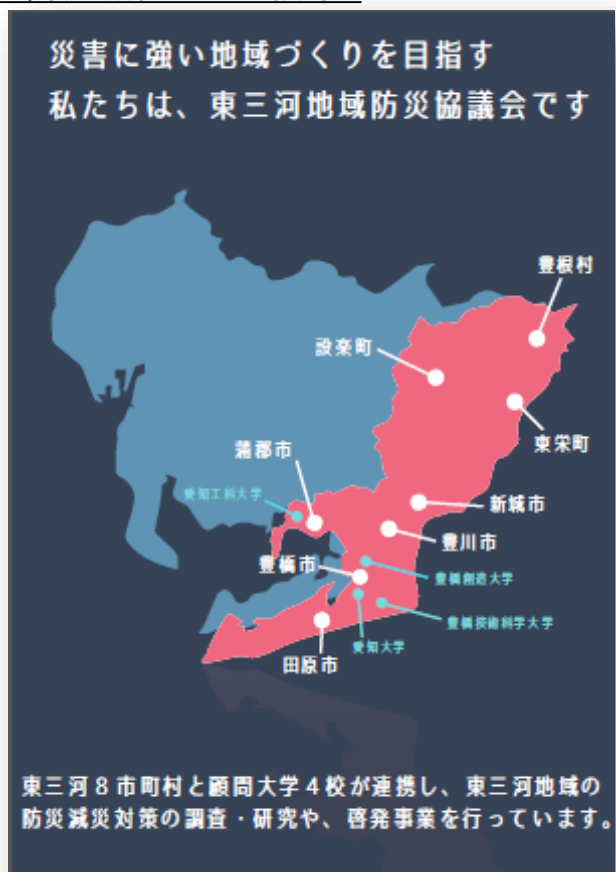 災害に強い地域づくりを目指す
私たちは、東三河地域防災協議会です
豊根村
設楽町
東栄町
蒲郡市
愛知工科大学
新城市
豊川市
豊橋市
豊橋創造大学
豊橋技術科学大学
愛知大学
田原市
東三河8市町村と顧問大学4校が連携し、東三河地域の
防災減災対策の調査・研究や、啓発事業を行っています。